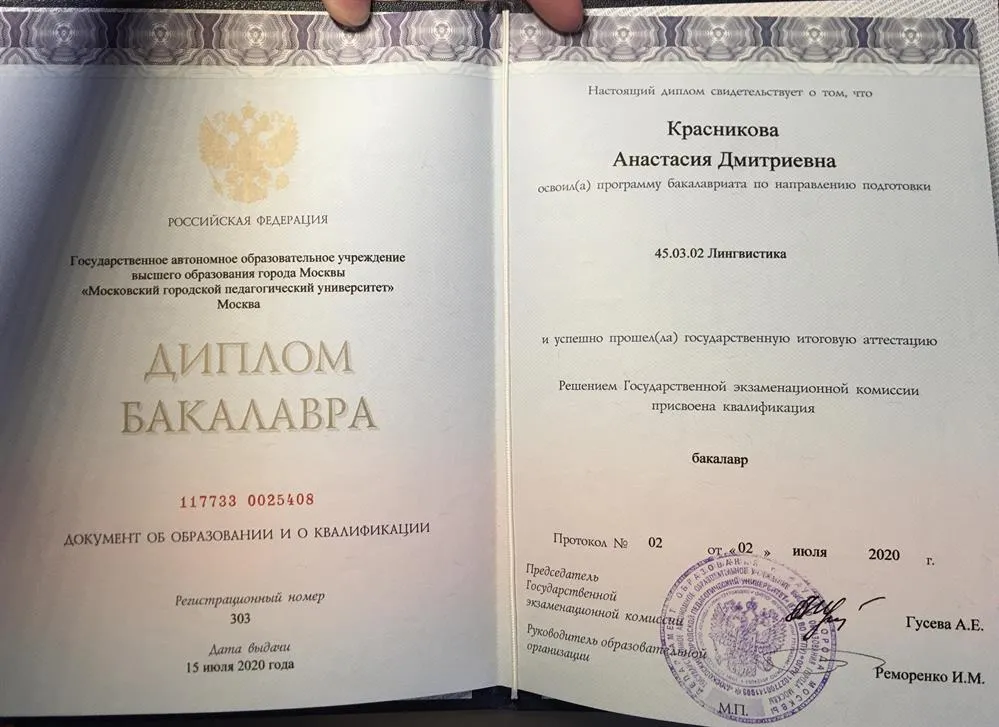 РОССИЙСКАЯ ФЕДЕРАЦИЯ
Государственное автономное образовательное учреждение
высшего образования города Москвы
«Московский городской педагогический университет»
Москва
ДИПЛОМ
БАКАЛАВРА
117733 0025408
ДОКУМЕНТ ОБ ОБРАЗОВАНИИ И О КВАЛИФИКАЦИИ
Регистрационный номер
303
Дата выдачи
15 июля 2020 года
Настоящий диплом свидетельствует о том, что
Красникова
Анастасия Дмитриевна
освоил(а) программу бакалавриата по направлению подготовки
45.03.02 Лингвистика
и успешно прошел(ла) государственную итоговую аттестацию
Решением Государственной экзаменационной комиссии
присвоена квалификация
бакалавр
Протокол № 02 от « 02 » июля 2020 г.
Председатель
Государственной
экзаменационной комиссии
Гусева А.Е.
Руководитель образовательной
организации
Реморенко И.М.
М.П.